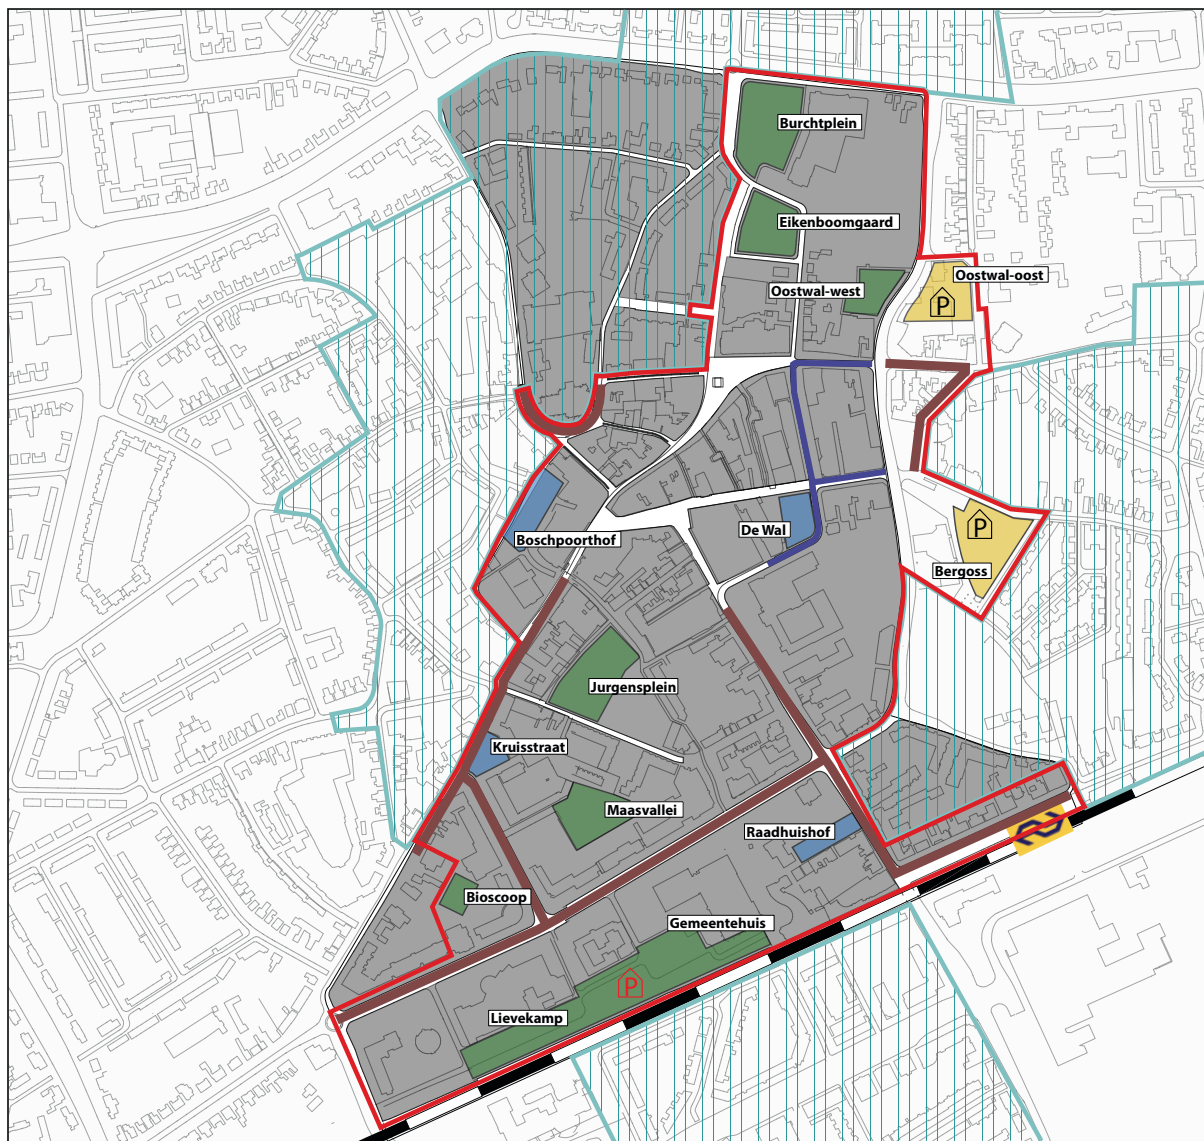 Burchtplein
Eikenboomgaard
Oostwal-oost
Oostwal-west
P
P
De Wal
Boschpoorthof
Bergoss
Jurgensplein
Kruisstraat
Maasvallei
Raadhuishof
Bioscoop
Gemeentehuis
P
Lievekamp